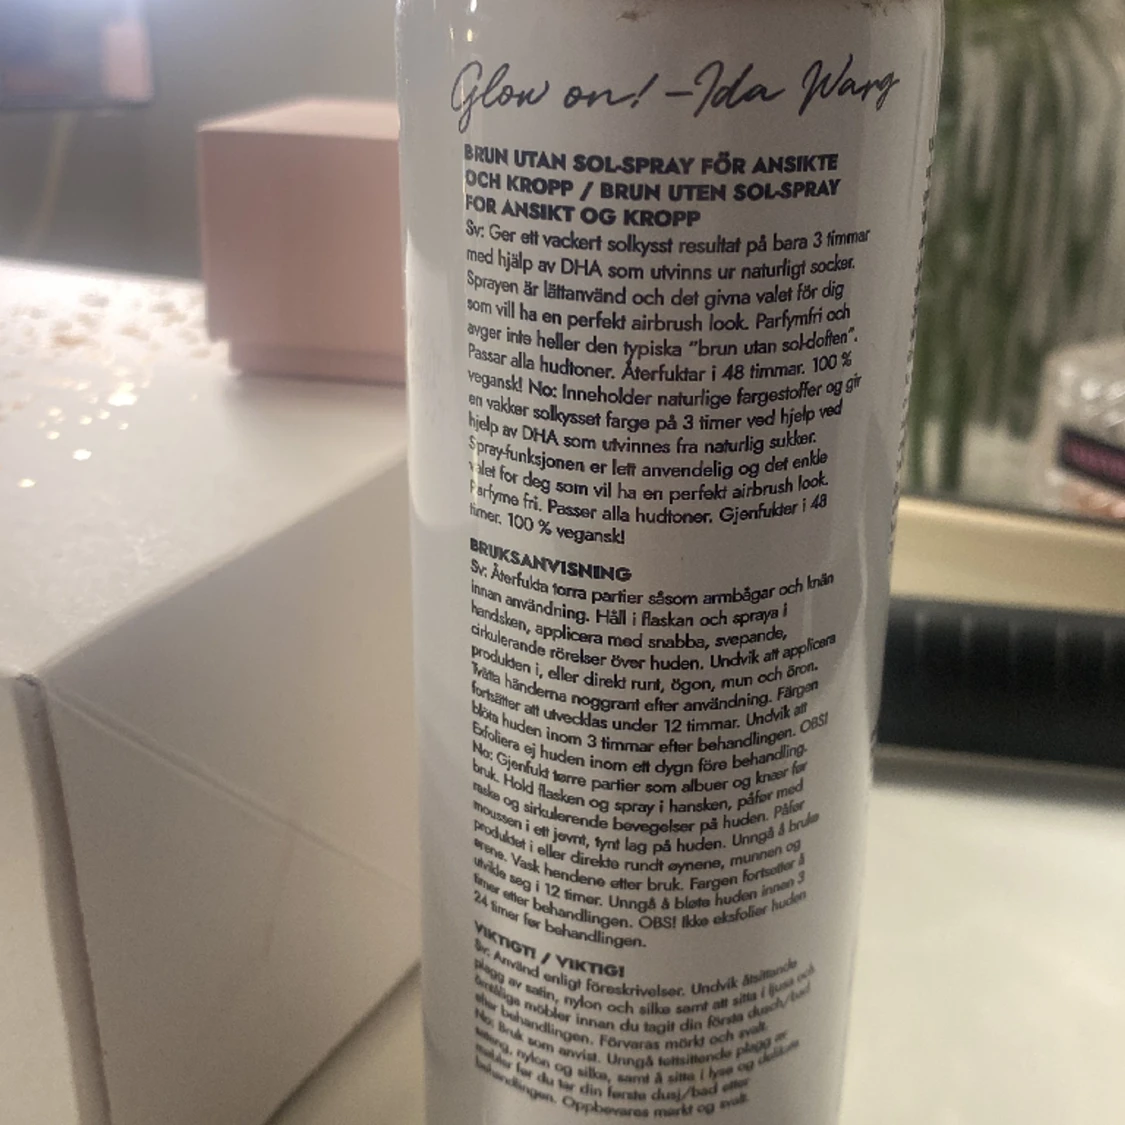 Glow on! -Ida Warg
BRUN UTAN SOL-SPRAY FÖR ANSIKTE
OCH KROPP / BRUN UTEN SOL-SPRAY
FOR ANSIKT OG KROPP
Sv: Ger ett vackert solkysst resultat på bara 3 timmar
med hjälp av DHA som utvinns ur naturligt socker.
Sprayen är lättanvänd och det givna valet för dig
som vill ha en perfekt airbrush look. Parfymfri och
avger inte heller den typiska "brun utan sol-doften".
Passar alla hudtoner. Återfuktar i 48 timmar. 100 %
vegansk! No: Inneholder naturlige fargestoffer og gir
en vakker solkysset farge på 3 timer ved hjelp ved
hjelp av DHA som utvinnes fra naturlig sukker.
Spray-funksjonen er lett anvendelig og det enkle
valet for deg som vil ha en perfekt airbrush look.
Parfyme fri. Passer alla hudtoner. Gjenfukter i 48
timer. 100 % vegansk!
BRUKSANVISNING
Sv: Återfukta torra partier såsom armbågar och knän
innan användning. Håll i flaskan och spraya i
handsken, applicera med snabba, svepande,
cirkulerande rörelser över huden. Undvik att applicera
produkten i, eller direkt runt, ögon, mun och öron.
Tvätta händerna noggrant efter användning. Färgen
fortsätter att utvecklas under 12 timmar. Undvik att
blöta huden inom 3 timmar efter behandlingen. OBS!
Exfoliera ej huden inom ett dygn före behandling.
No: Gjenfukt tørre partier som albuer og knær før
bruk. Hold flasken og spray i hansken, påfør med
raske og sirkulerende bevegelser på huden. Påfør
moussen i ett jevnt, tynt lag på huden. Unngå å bruke
produktet i eller direkte rundt øynene, munnen og
ørene. Vask hendene etter bruk. Fargen fortsetter å
utvikle seg i 12 timer. Unngå å bløte huden innen 3
timer etter behandlingen. OBS! Ikke eksfolier huden
24 timer før behandlingen.
VIKTIGT! / VIKTIG!
Sv: Använd enligt föreskrivelser. Undvik åtsittande
plagg av satin, nylon och silke samt att sitta i ljusa och
ömtåliga möbler innan du tagit din första dusch/bad
efter behandlingen. Förvaras mörkt och svalt.
No: Bruk som anvist. Unngå tettsittende plagg av
sateng, nylon og silke, samt å sitte i lyse og delikate
møbler før du tar din første dusj/bad etter
behandlingen. Oppbevares mørkt og svalt.